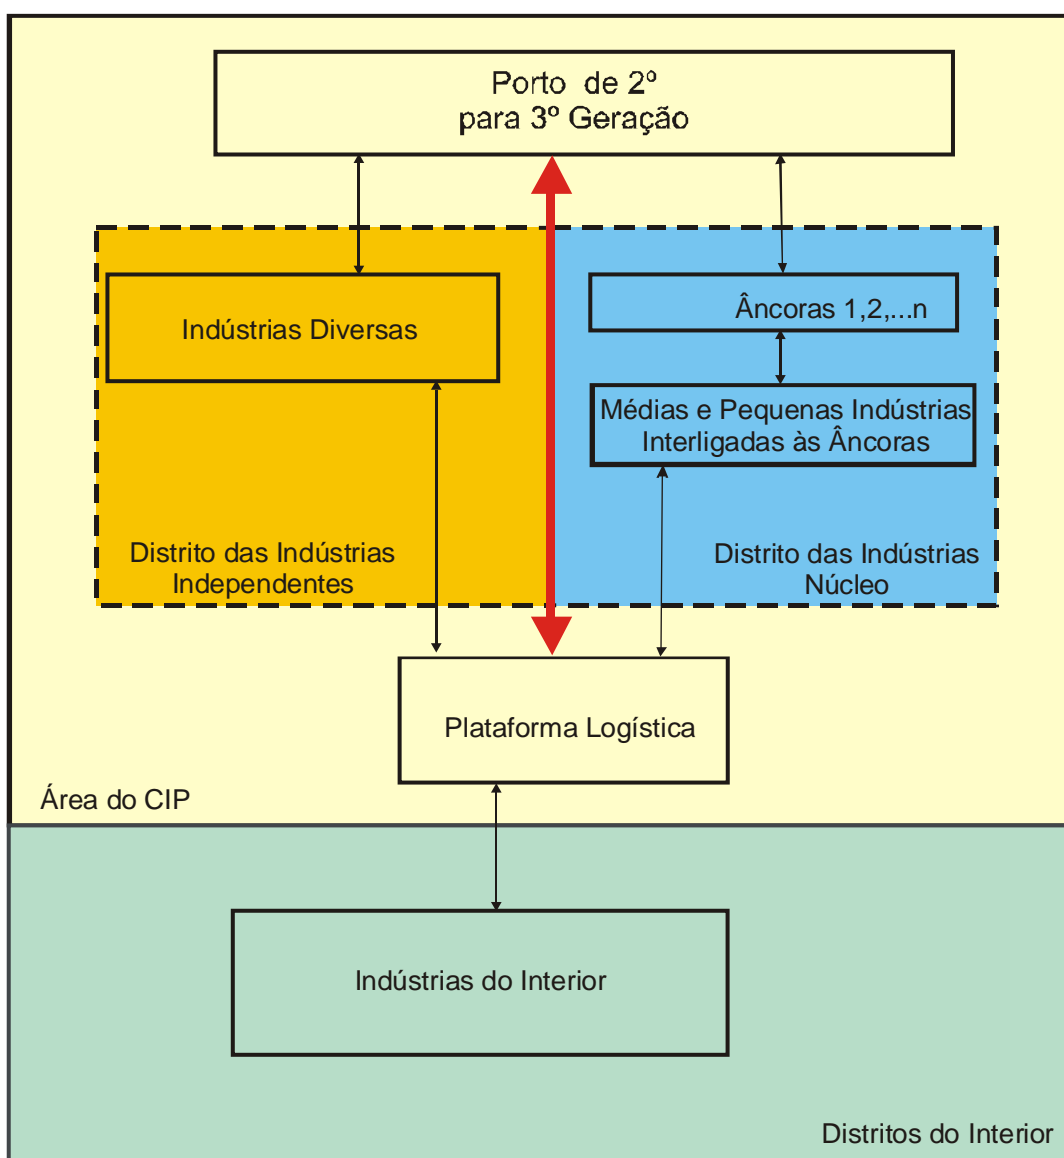 Porto de 2º
para 3º Geração
Indústrias Diversas
Âncoras 1,2,...n
Médias e Pequenas Indústrias
Interligadas às Âncoras
Distrito das Indústrias
Independentes
Distrito das Indústrias
Núcleo
Plataforma Logística
Área do CIP
Indústrias do Interior
Distritos do Interior